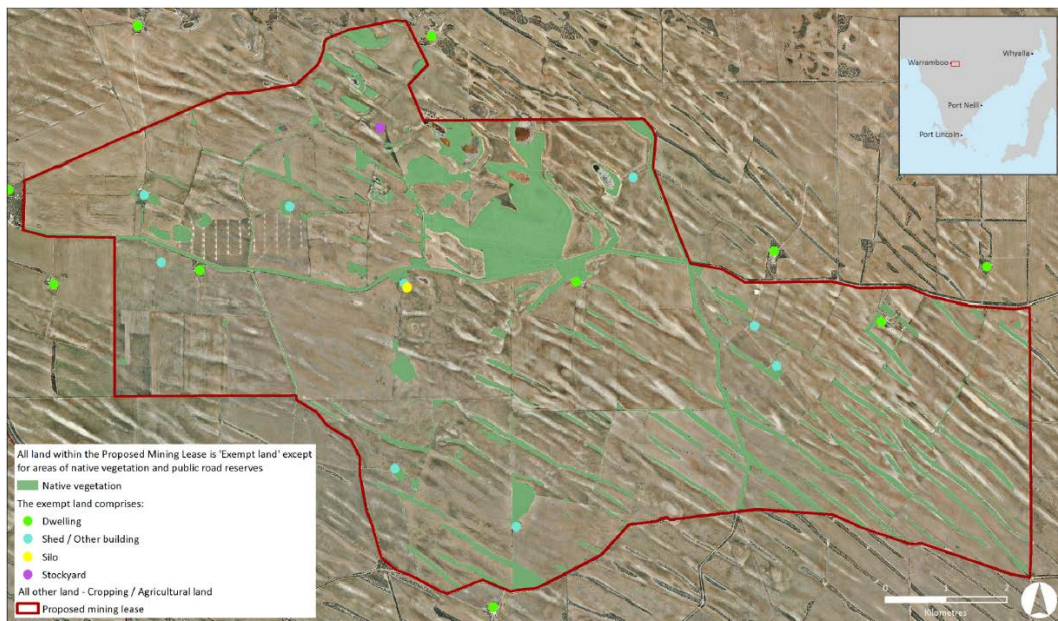 Whyalla
Warramboo
Port Neill
Port Lincoln
All land within the Proposed Mining Lease is 'Exempt land' except
for areas of native vegetation and public road reserves
Native vegetation
The exempt land comprises:
Dwelling
Shed / Other building
Silo
Stockyard
All other land - Cropping / Agricultural land
Proposed mining lease
Kilometres